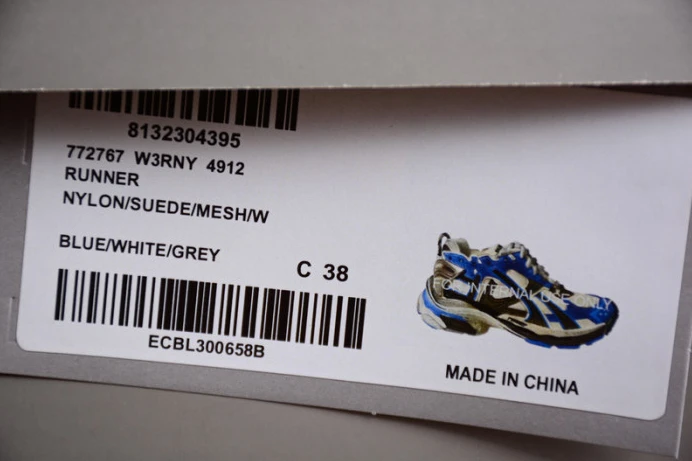 8132304395
772767 W3RNY 4912
RUNNER
NYLON/SUEDE/MESH/W
BLUE/WHITE/GREY
C 38
FOR INTERNAL USE ONLY
ECBL300658B
MADE IN CHINA